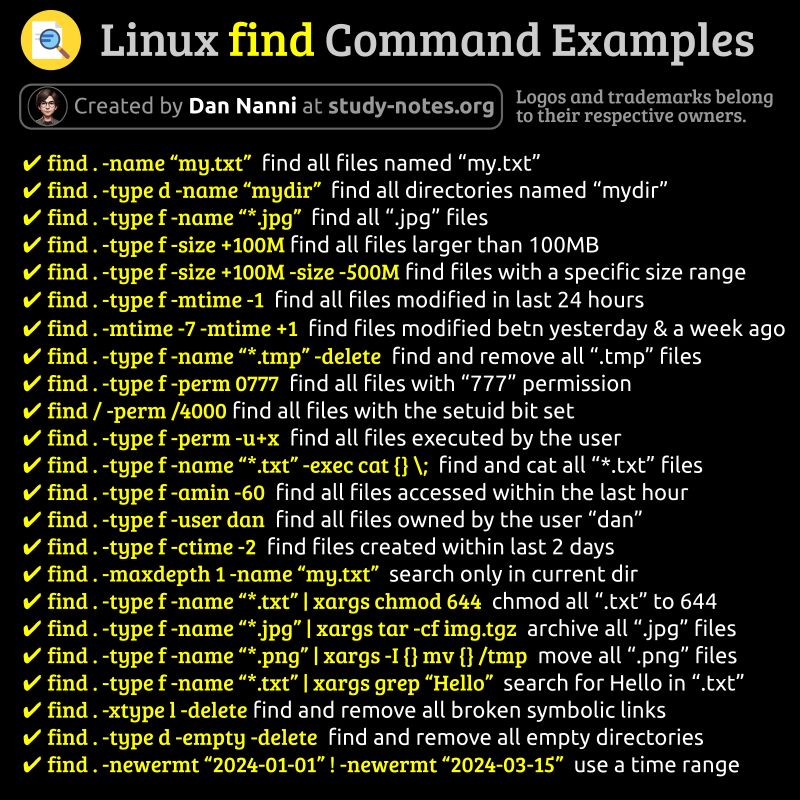 Linux find Command Examples
Created by Dan Nanni at study-notes.org
Logos and trademarks belong
to their respective owners.
✔ find . -name “my.txt” find all files named “my.txt”
✔ find . -type d -name “mydir” find all directories named “mydir”
✔ find . -type f -name “*.jpg” find all “.jpg” files
✔ find . -type f -size +100M find all files larger than 100MB
✔ find . -type f -size +100M -size -500M find files with a specific size range
✔ find . -type f -mtime -1 find all files modified in last 24 hours
✔ find . -mtime -7 -mtime +1 find files modified betn yesterday & a week ago
✔ find . -type f -name “*.tmp” -delete find and remove all “.tmp” files
✔ find . -type f -perm 0777 find all files with “777” permission
✔ find / -perm /4000 find all files with the setuid bit set
✔ find . -type f -perm -u+x find all files executed by the user
✔ find . -type f -name “*.txt” -exec cat {} \; find and cat all “*.txt” files
✔ find . -type f -amin -60 find all files accessed within the last hour
✔ find . -type f -user dan find all files owned by the user “dan”
✔ find . -type f -ctime -2 find files created within last 2 days
✔ find . -maxdepth 1 -name “my.txt” search only in current dir
✔ find . -type f -name “*.txt” | xargs chmod 644 chmod all “.txt” to 644
✔ find . -type f -name “*.jpg” | xargs tar -cf img.tgz archive all “.jpg” files
✔ find . -type f -name “*.png” | xargs -I {} mv {} /tmp move all “.png” files
✔ find . -type f -name “*.txt” | xargs grep “Hello” search for Hello in “.txt”
✔ find . -xtype l -delete find and remove all broken symbolic links
✔ find . -type d -empty -delete find and remove all empty directories
✔ find . -newermt “2024-01-01” ! -newermt “2024-03-15” use a time range